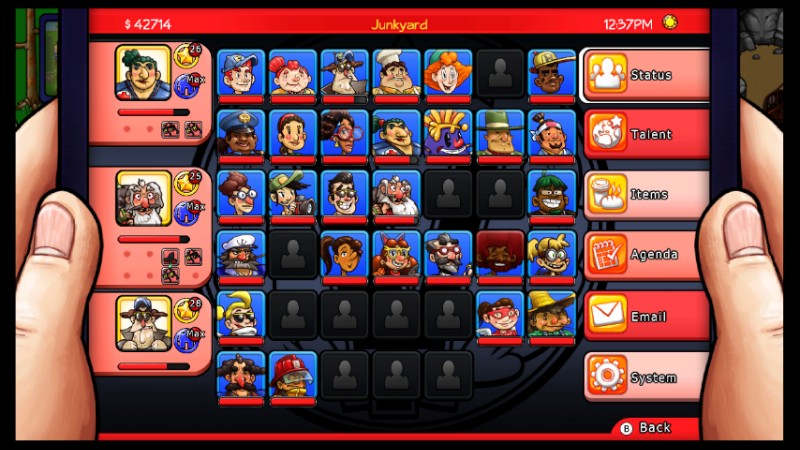 $ 42714
Junkyard
12:37PM
26
Max
25
Max
28
Max
Status
Talent
Items
Agenda
Email
System
B Back